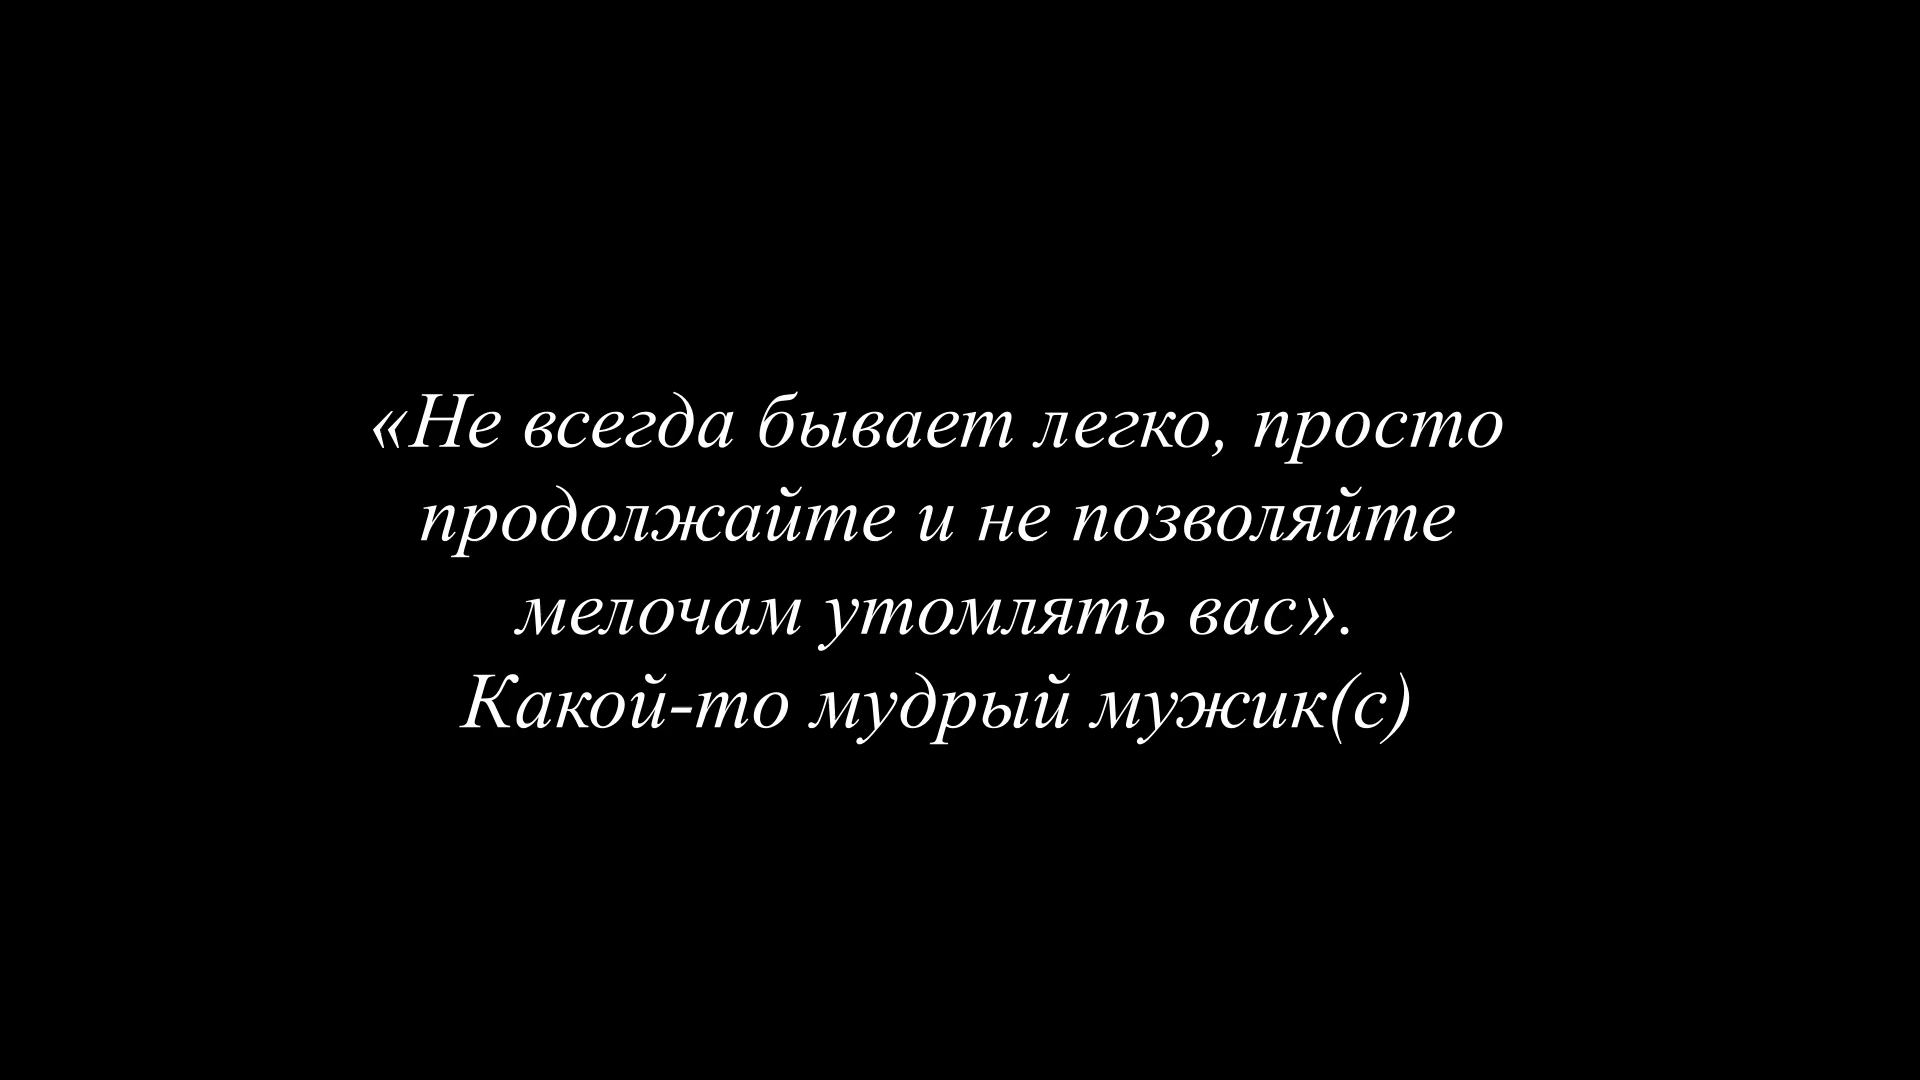 «Не всегда бывает легко, просто
продолжайте и не позволяйте
мелочам утомлять вас».
Какой-то мудрый мужик(с)